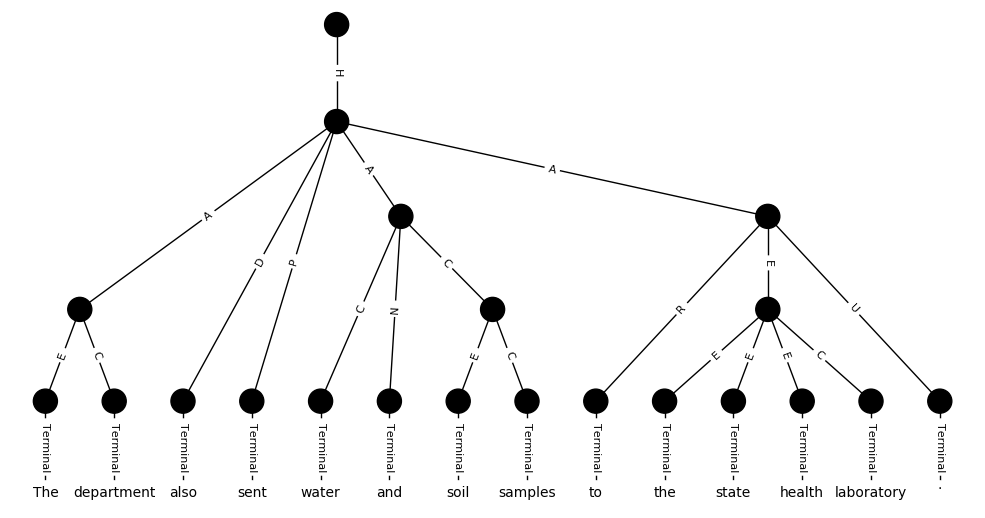 H
A
A
A
D
P
C
E
C
N
R
U
E
C
E
C
E
E
E
C
Terminal Terminal Terminal Terminal Terminal Terminal Terminal Terminal Terminal Terminal Terminal Terminal Terminal Terminal
The department also sent water and soil samples to the state health laboratory .